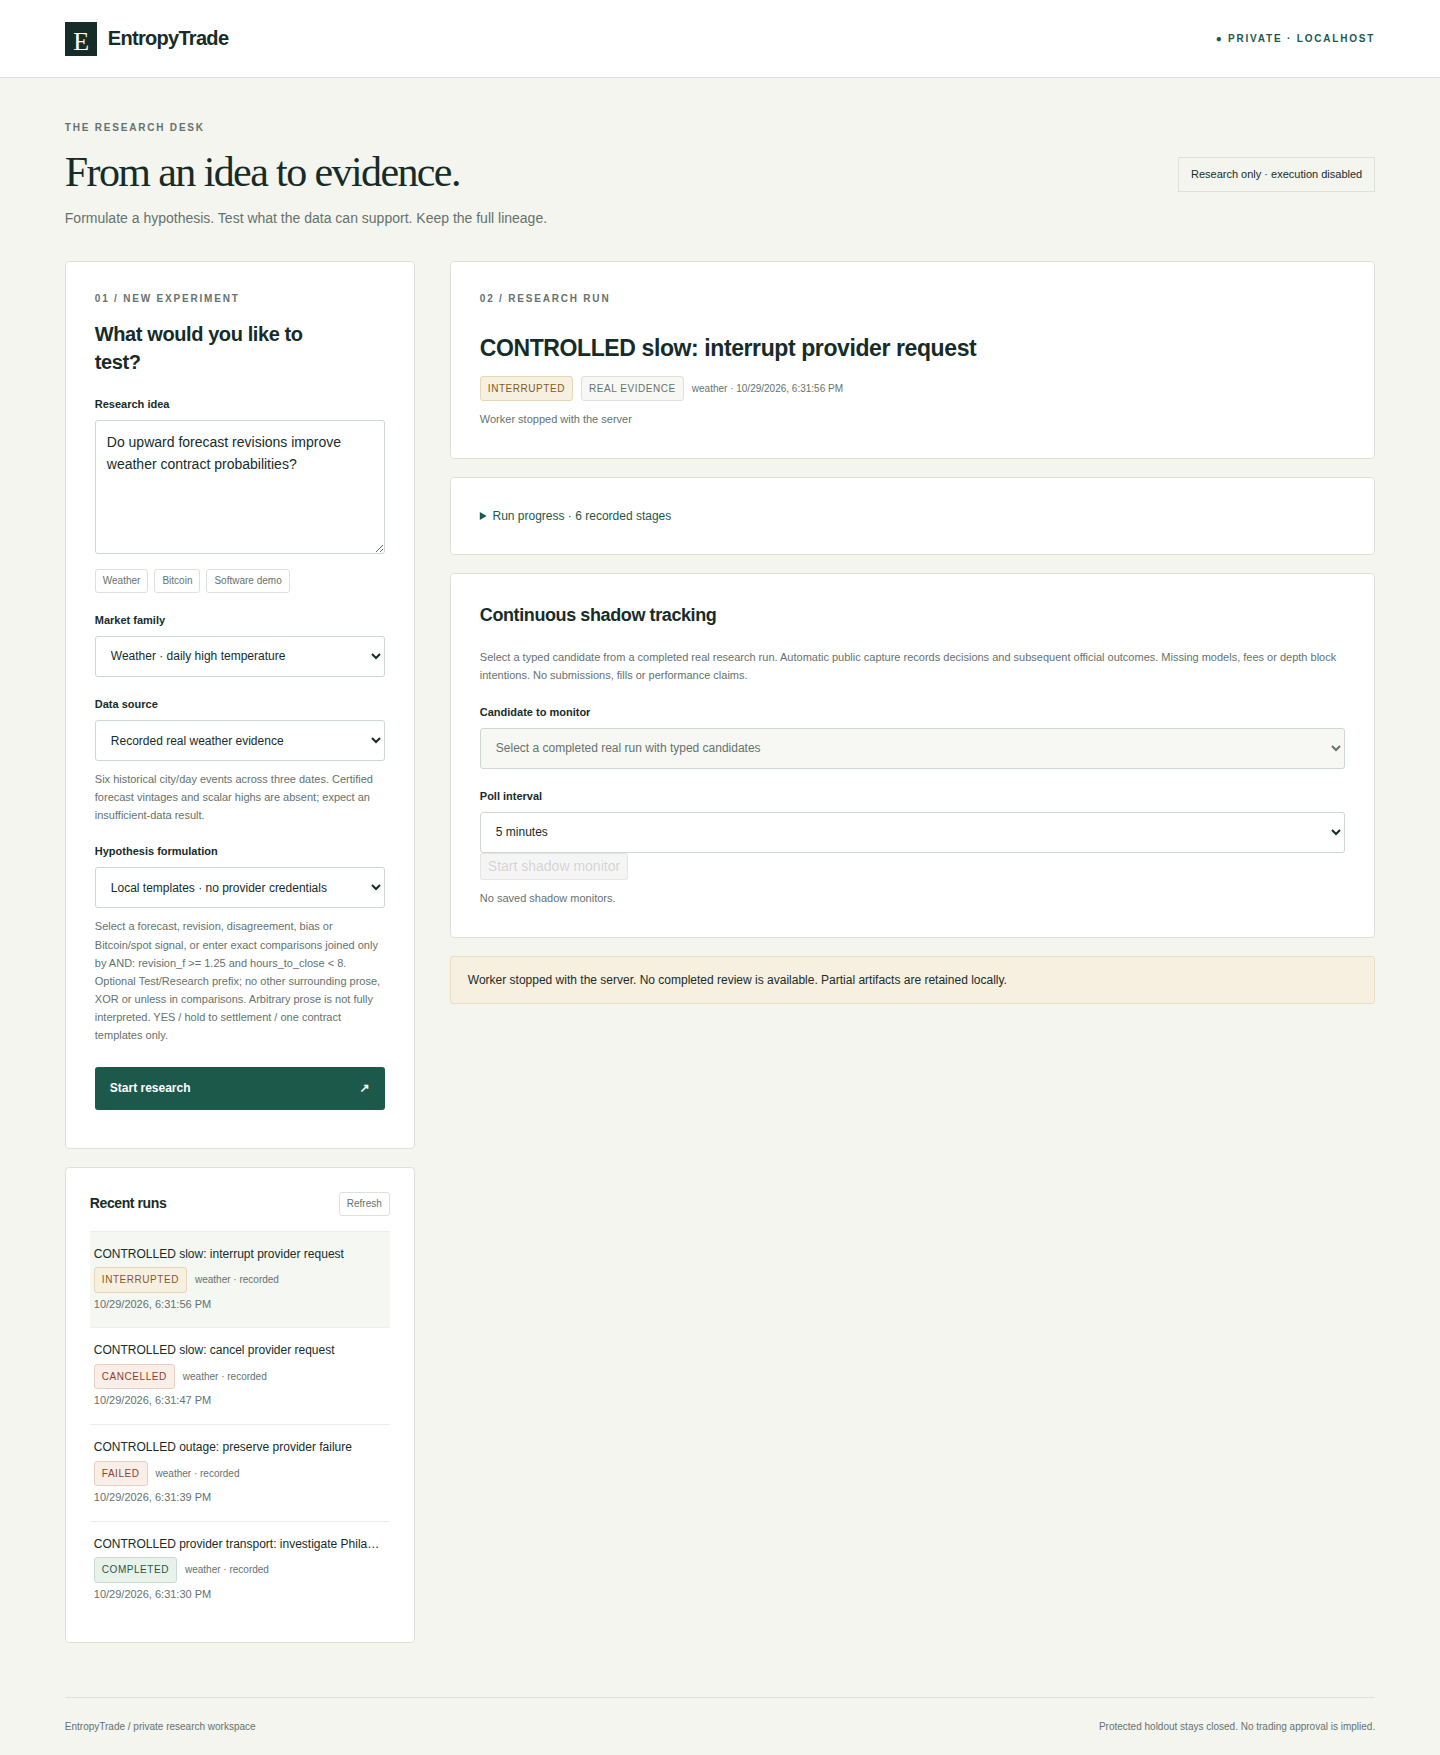 E EntropyTrade
● PRIVATE · LOCALHOST
THE RESEARCH DESK
From an idea to evidence.
Research only · execution disabled
Formulate a hypothesis. Test what the data can support. Keep the full lineage.
01 / NEW EXPERIMENT
What would you like to
test?
Research idea
Do upward forecast revisions improve
weather contract probabilities?
Weather Bitcoin Software demo
Market family
Weather · daily high temperature
Data source
Recorded real weather evidence
Six historical city/day events across three dates. Certified
forecast vintages and scalar highs are absent; expect an
insufficient-data result.
Hypothesis formulation
Local templates · no provider credentials
Select a forecast, revision, disagreement, bias or
Bitcoin/spot signal, or enter exact comparisons joined only
by AND: revision_f >= 1.25 and hours_to_close < 8.
Optional Test/Research prefix; no other surrounding prose,
XOR or unless in comparisons. Arbitrary prose is not fully
interpreted. YES / hold to settlement / one contract
templates only.
Start research ↗
Recent runs
Refresh
CONTROLLED slow: interrupt provider request
INTERRUPTED weather · recorded
10/29/2026, 6:31:56 PM
CONTROLLED slow: cancel provider request
CANCELLED weather · recorded
10/29/2026, 6:31:47 PM
CONTROLLED outage: preserve provider failure
FAILED weather · recorded
10/29/2026, 6:31:39 PM
CONTROLLED provider transport: investigate Phila…
COMPLETED weather · recorded
10/29/2026, 6:31:30 PM
02 / RESEARCH RUN
CONTROLLED slow: interrupt provider request
INTERRUPTED REAL EVIDENCE weather · 10/29/2026, 6:31:56 PM
Worker stopped with the server
▶ Run progress · 6 recorded stages
Continuous shadow tracking
Select a typed candidate from a completed real research run. Automatic public capture records decisions and subsequent official outcomes. Missing models, fees or depth block
intentions. No submissions, fills or performance claims.
Candidate to monitor
Select a completed real run with typed candidates
Poll interval
5 minutes
Start shadow monitor
No saved shadow monitors.
Worker stopped with the server. No completed review is available. Partial artifacts are retained locally.
EntropyTrade / private research workspace
Protected holdout stays closed. No trading approval is implied.